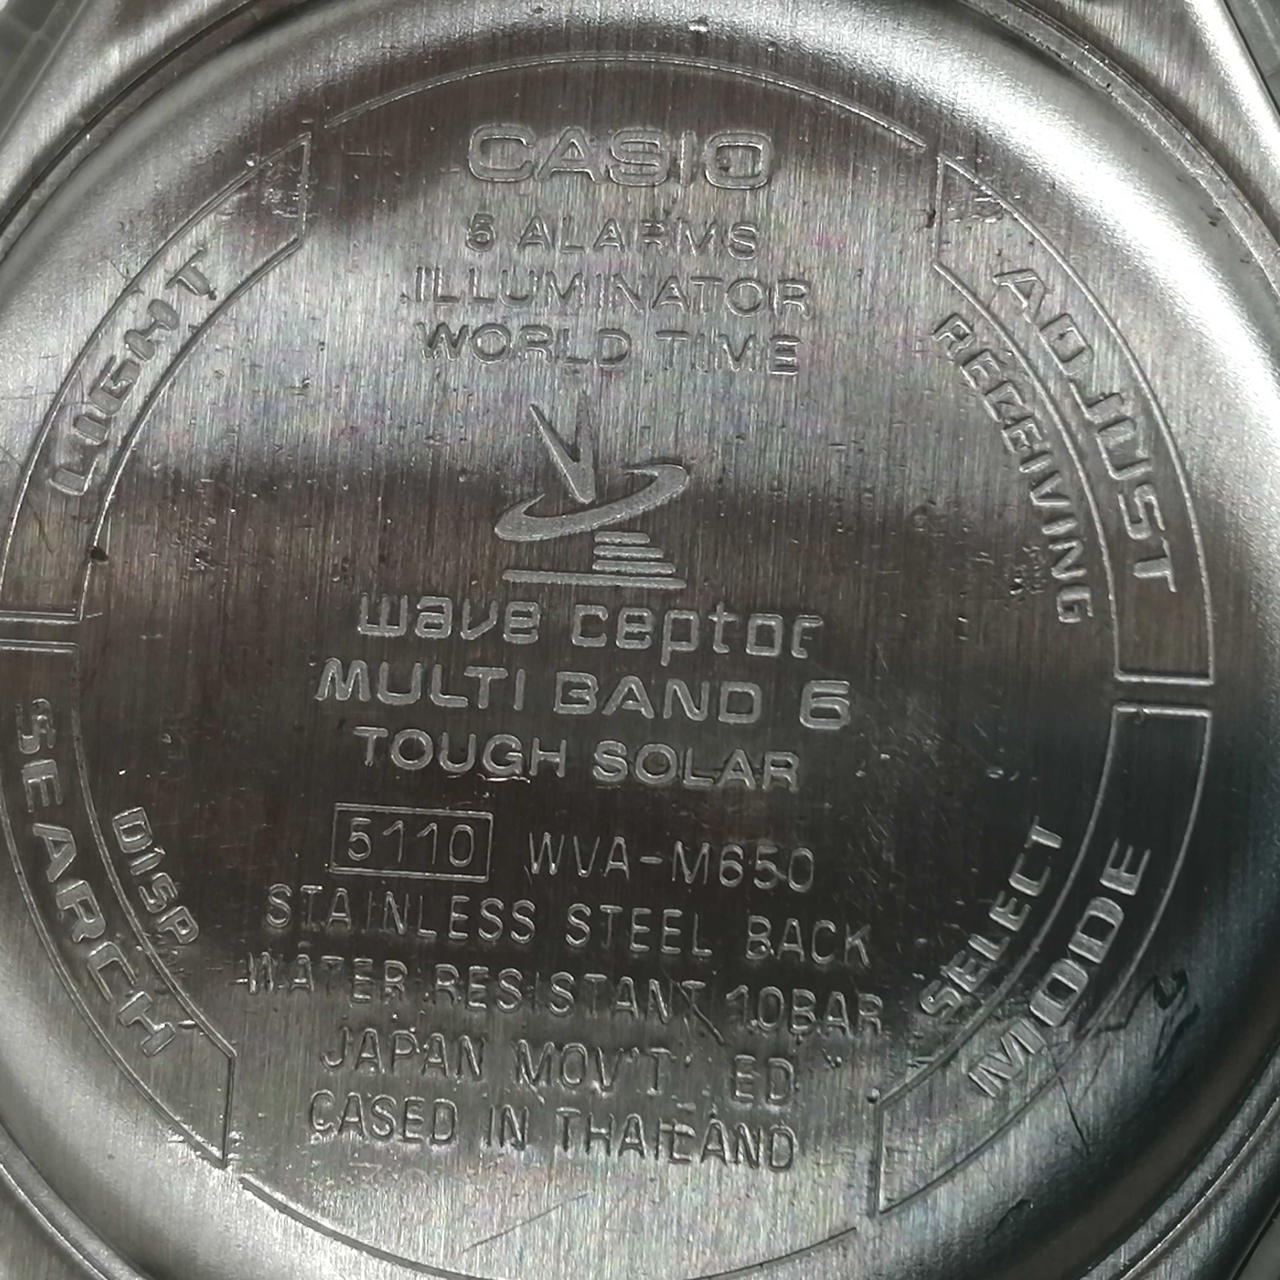 CASIO
5 ALARMS
ILLUMINATOR
WORLD TIME
LIGHT
ADJUST
RECEIVING
wave ceptor
MULTI BAND 6
TOUGH SOLAR
5110 WVA-M650
STAINLESS STEEL BACK
WATER RESISTANT 10BAR
JAPAN MOV'T ED
CASED IN THAILAND
SEARCH
DISP
SELECT
MODE